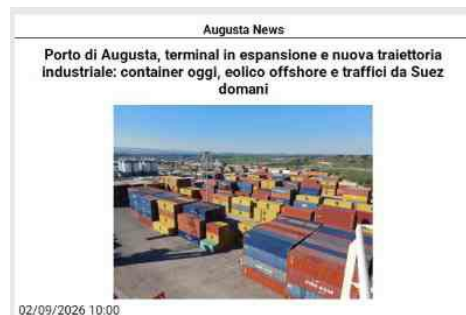 Augusta News
Porto di Augusta, terminal in espansione e nuova traiettoria
industriale: container oggi, eolico offshore e traffici da Suez
domani
02/09/2026 10:00